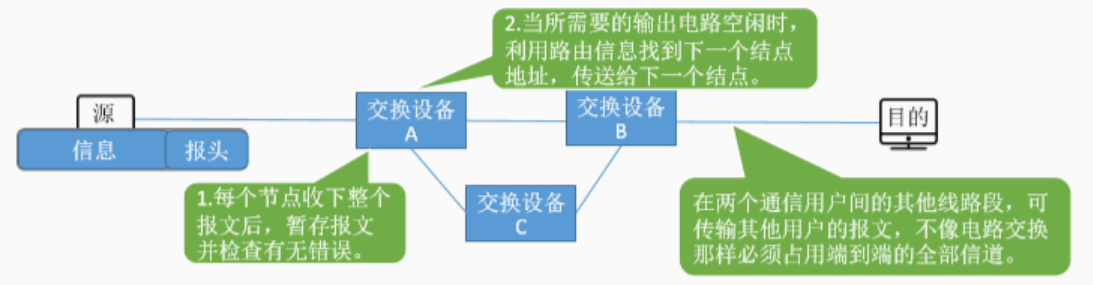 2.当所需要的输出电路空闲时，
利用路由信息找到下一个结点
地址，传送给下一个结点。
源
信息
报头
交换设备
A
交换设备
B
目的
1.每个节点收下整个
报文后，暂存报文
并检查有无错误。
交换设备
C
在两个通信用户间的其他线路段，可
传输其他用户的报文，不像电路交换
那样必须占用端到端的全部信道。